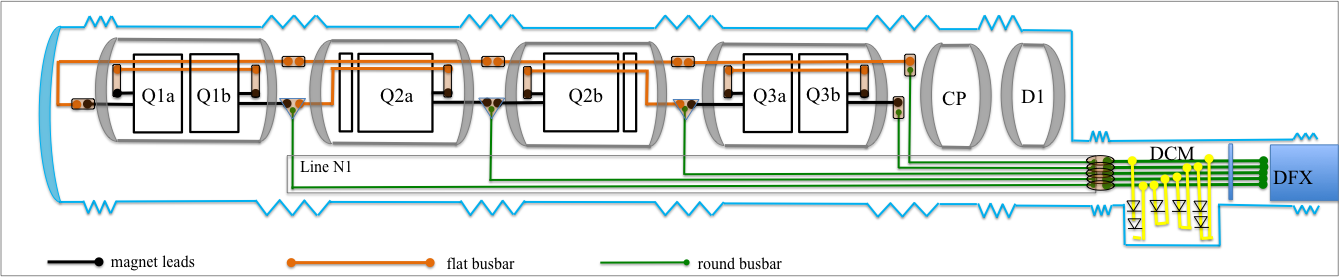 Q1a Q1b Q2a Q2b Q3a Q3b CP D1
Line N1 DCM
DFX
magnet leads flat busbar round busbar